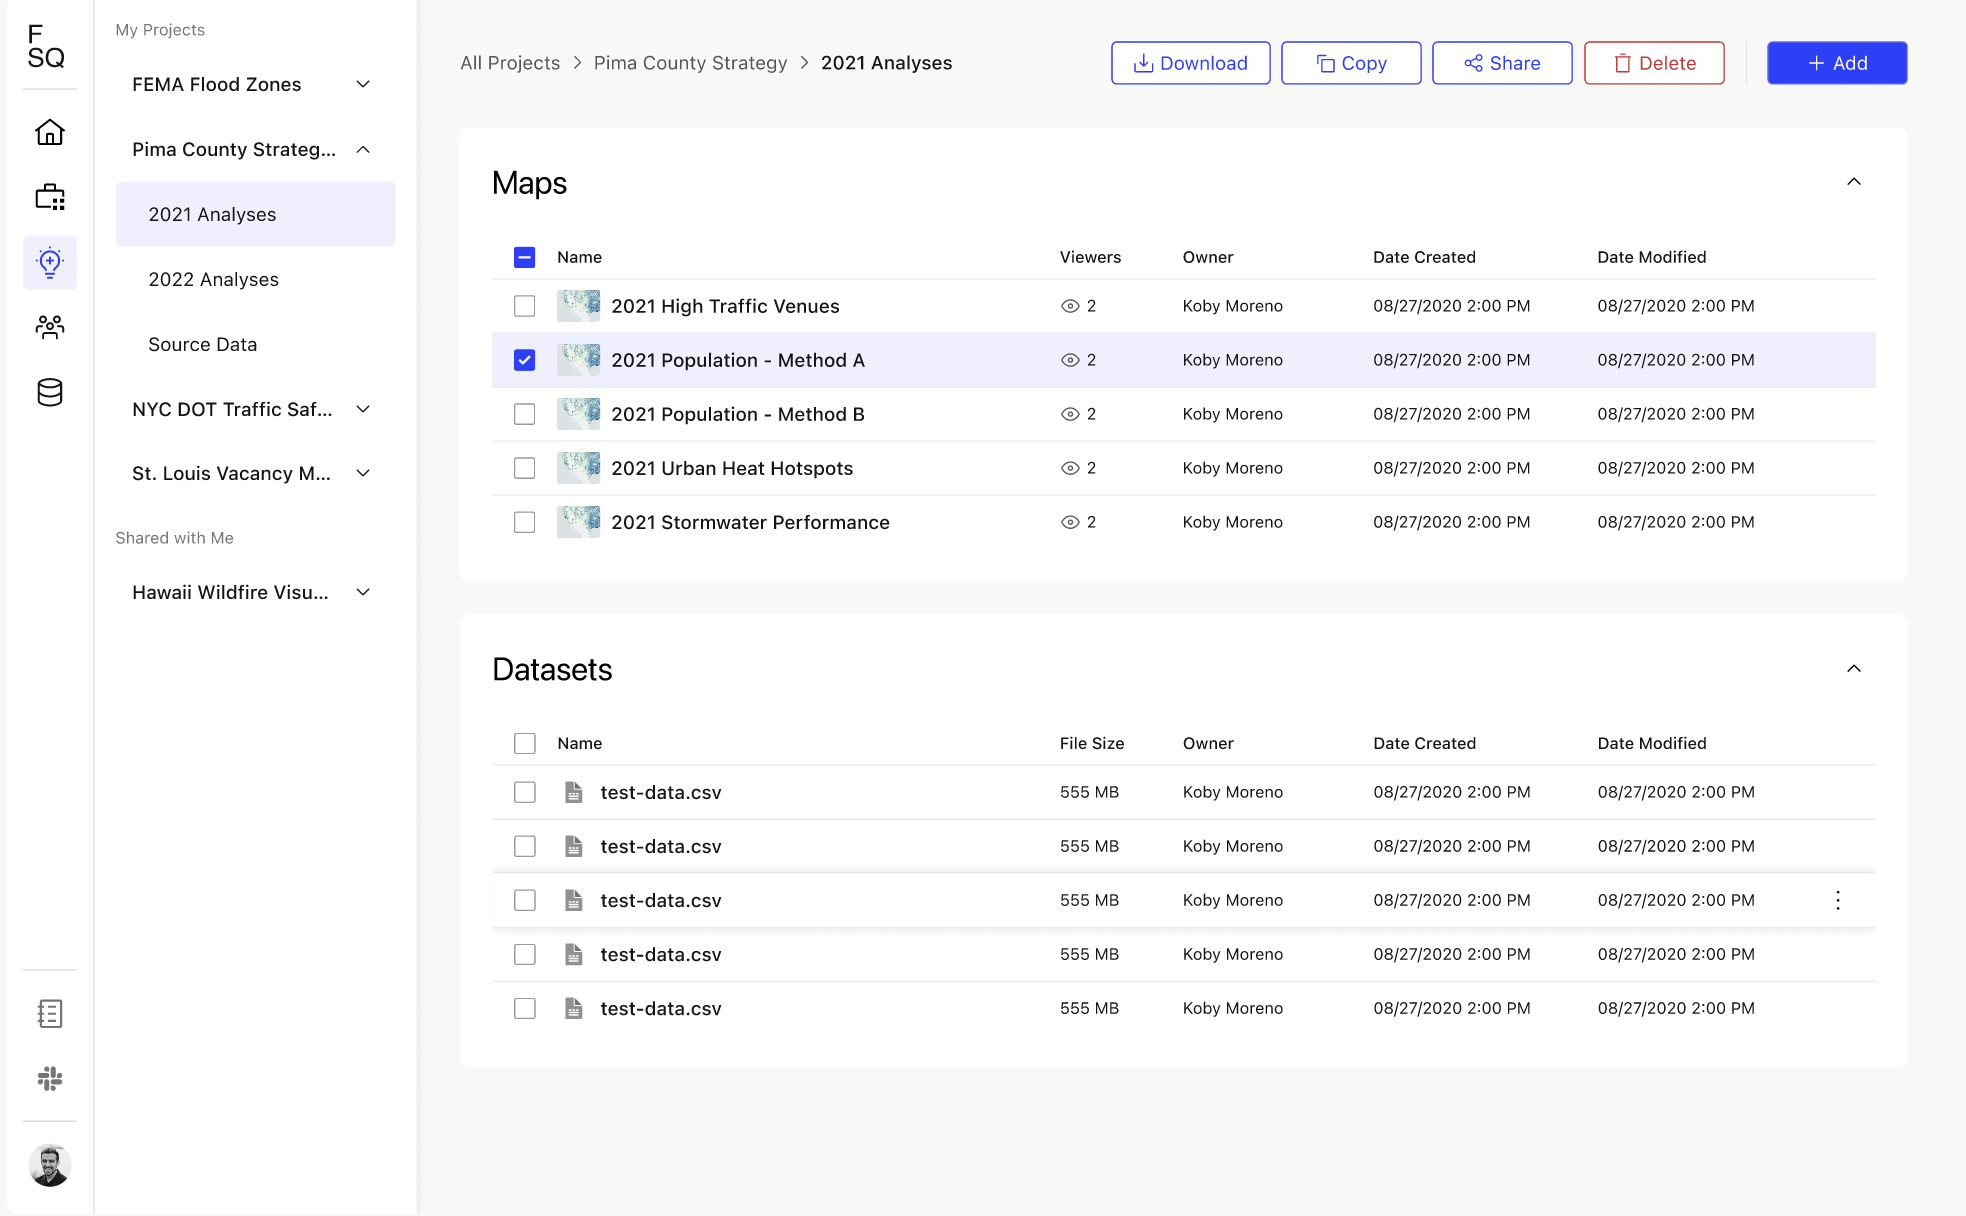 F
SQ
My Projects
FEMA Flood Zones
Pima County Strateg...
2021 Analyses
2022 Analyses
Source Data
NYC DOT Traffic Saf...
St. Louis Vacancy M...
Shared with Me
Hawaii Wildfire Visu...
All Projects > Pima County Strategy > 2021 Analyses
Download Copy Share Delete + Add
Maps
Name Viewers Owner Date Created Date Modified
2021 High Traffic Venues 2 Koby Moreno 08/27/2020 2:00 PM 08/27/2020 2:00 PM
2021 Population - Method A 2 Koby Moreno 08/27/2020 2:00 PM 08/27/2020 2:00 PM
2021 Population - Method B 2 Koby Moreno 08/27/2020 2:00 PM 08/27/2020 2:00 PM
2021 Urban Heat Hotspots 2 Koby Moreno 08/27/2020 2:00 PM 08/27/2020 2:00 PM
2021 Stormwater Performance 2 Koby Moreno 08/27/2020 2:00 PM 08/27/2020 2:00 PM
Datasets
Name File Size Owner Date Created Date Modified
test-data.csv 555 MB Koby Moreno 08/27/2020 2:00 PM 08/27/2020 2:00 PM
test-data.csv 555 MB Koby Moreno 08/27/2020 2:00 PM 08/27/2020 2:00 PM
test-data.csv 555 MB Koby Moreno 08/27/2020 2:00 PM 08/27/2020 2:00 PM
test-data.csv 555 MB Koby Moreno 08/27/2020 2:00 PM 08/27/2020 2:00 PM
test-data.csv 555 MB Koby Moreno 08/27/2020 2:00 PM 08/27/2020 2:00 PM